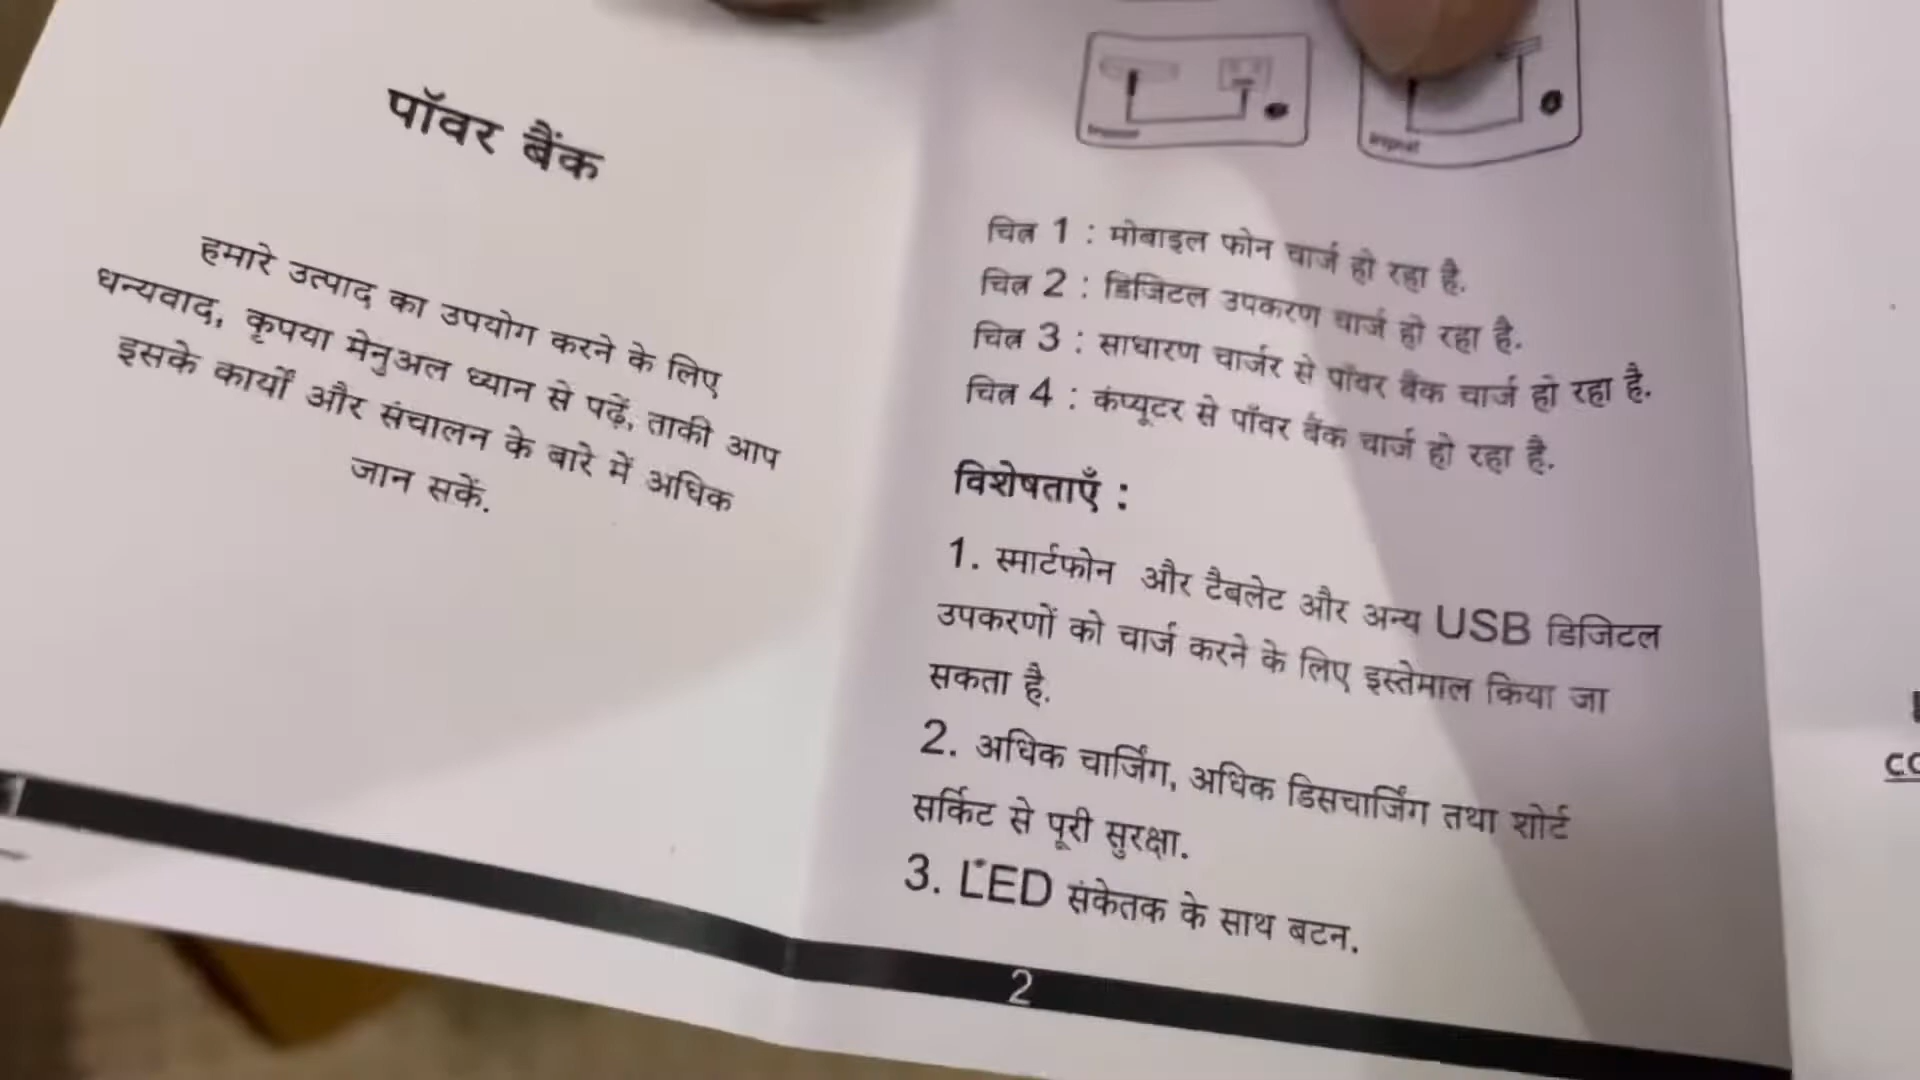 पॉवर बैंक
हमारे उत्पाद का उपयोग करने के लिए
धन्यवाद, कृपया मेनुअल ध्यान से पढ़ें, ताकी आप
इसके कार्यों और संचालन के बारे में अधिक
जान सकें.
चित्र 1 : मोबाइल फोन चार्ज हो रहा है.
चित्र 2 : डिजिटल उपकरण चार्ज हो रहा है.
चित्र 3 : साधारण चार्जर से पॉवर बैंक चार्ज हो रहा है.
चित्र 4 : कंप्यूटर से पॉवर बैंक चार्ज हो रहा है.
विशेषताएँ :
1. स्मार्टफोन और टैबलेट और अन्य USB डिजिटल
उपकरणों को चार्ज करने के लिए इस्तेमाल किया जा
सकता है.
2. अधिक चार्जिंग, अधिक डिसचार्जिंग तथा शोर्ट
सर्किट से पूरी सुरक्षा.
3. LED संकेतक के साथ बटन.
2